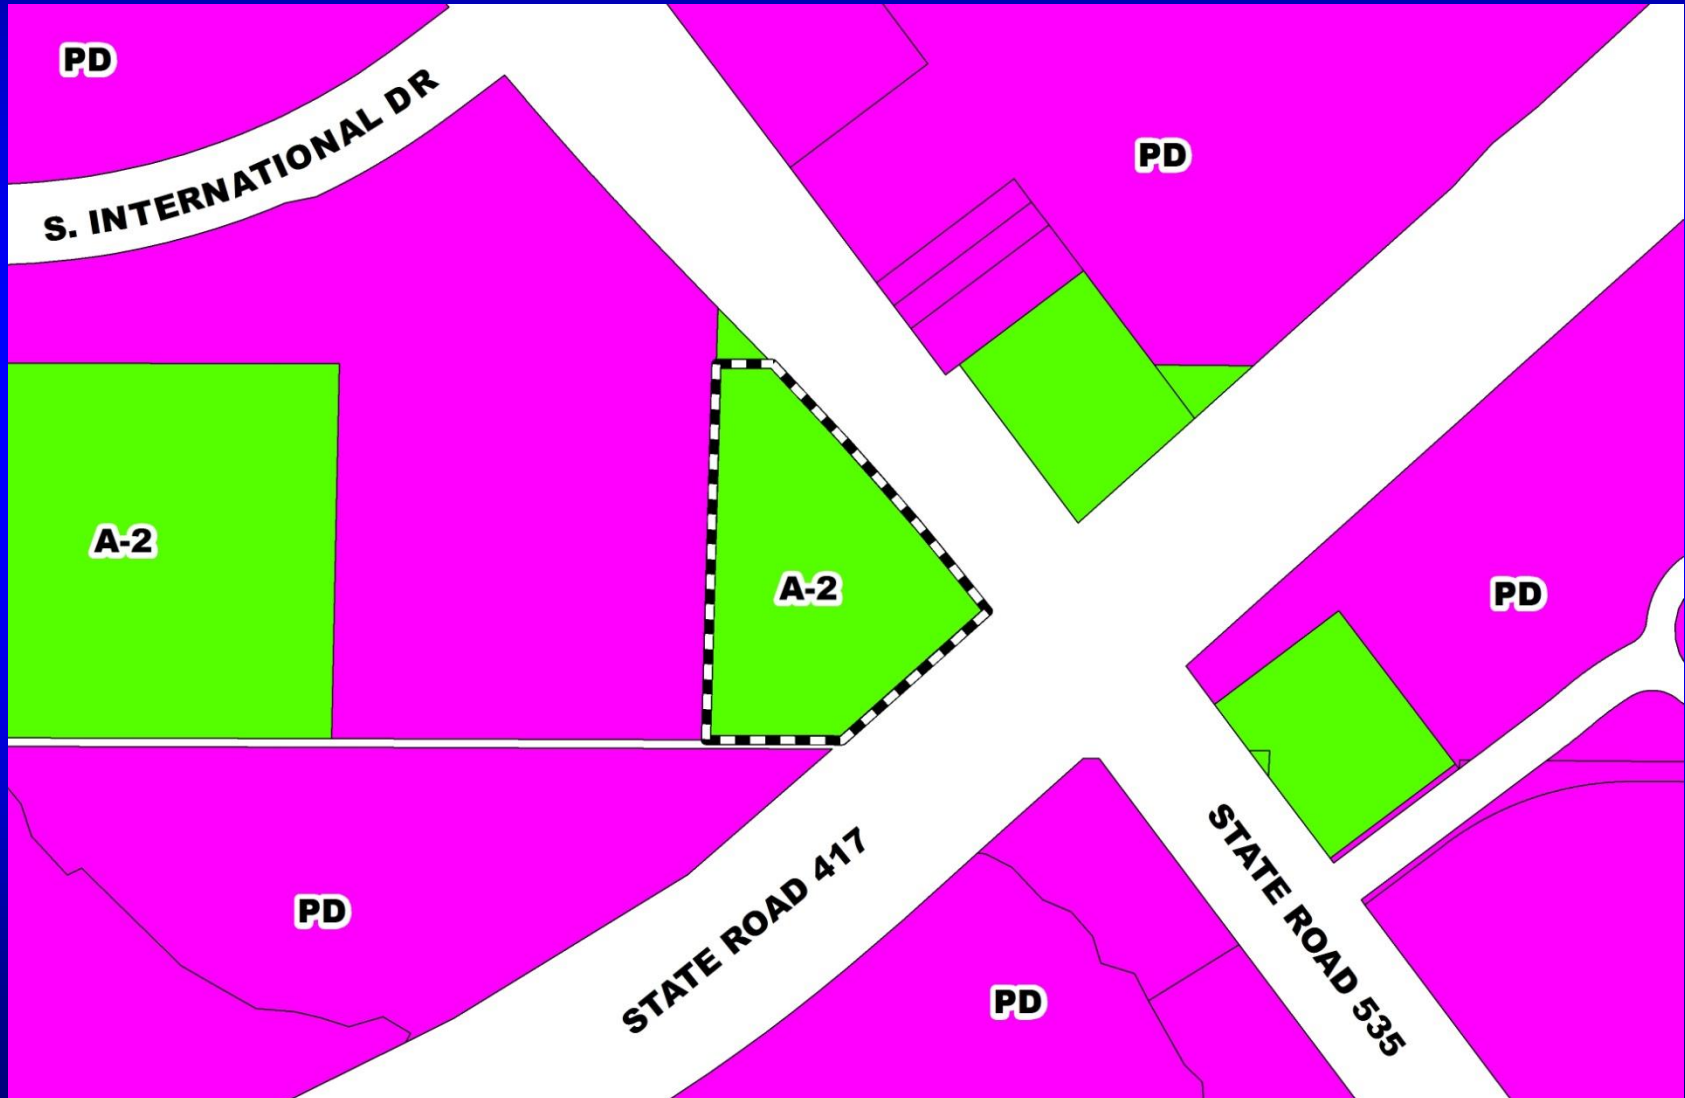 PD
S. INTERNATIONAL DR
PD
A-2
A-2
PD
STATE ROAD 417
STATE ROAD 535
PD
PD